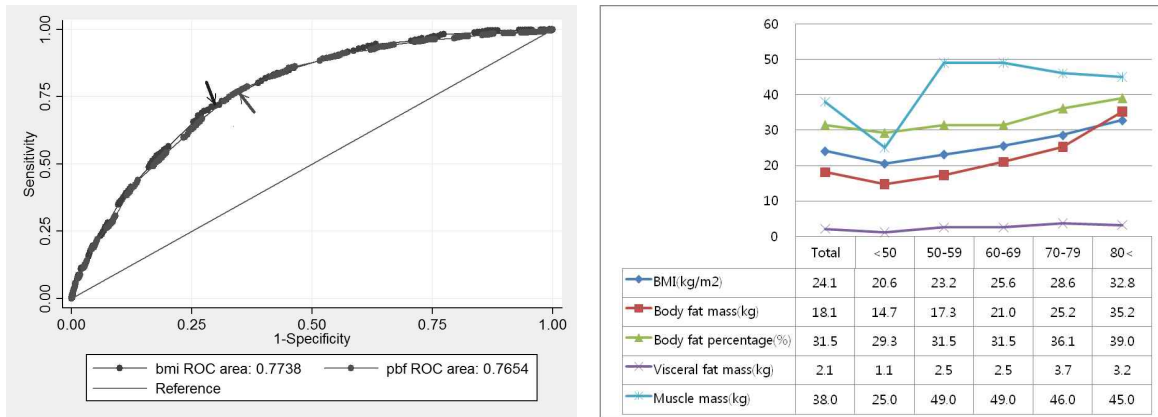 1.00
0.75
0.50
0.25
0.00
Sensitivity
0.00 0.25 0.50 0.75 1.00
1-Specificity
bmi ROC area: 0.7738 pbf ROC area: 0.7654
Reference
60
50
40
30
20
10
0
Total <50 50-59 60-69 70-79 80<
BMI(kg/m2) 24.1 20.6 23.2 25.6 28.6 32.8
Body fat mass(kg) 18.1 14.7 17.3 21.0 25.2 35.2
Body fat percentage(%) 31.5 29.3 31.5 31.5 36.1 39.0
Visceral fat mass(kg) 2.1 1.1 2.5 2.5 3.7 3.2
Muscle mass(kg) 38.0 25.0 49.0 49.0 46.0 45.0